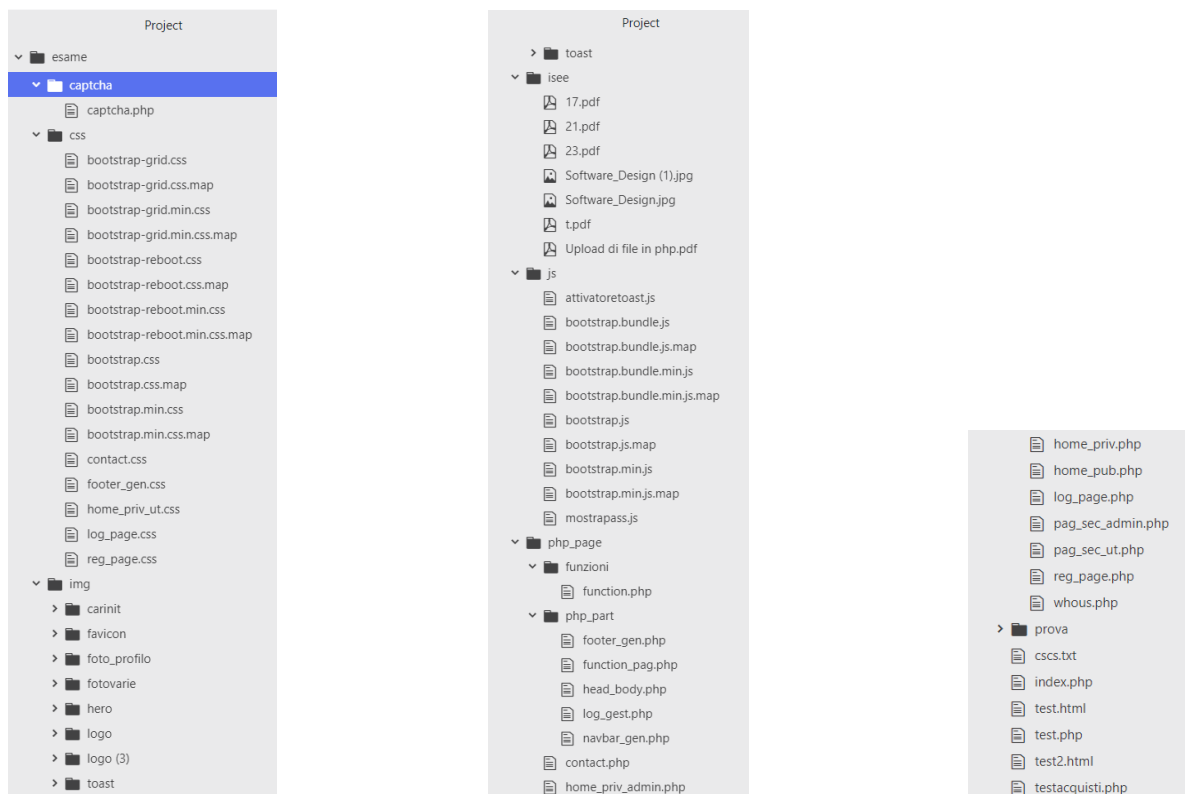 Project
esame
captcha
captcha.php
css
bootstrap-grid.css
bootstrap-grid.css.map
bootstrap-grid.min.css
bootstrap-grid.min.css.map
bootstrap-reboot.css
bootstrap-reboot.css.map
bootstrap-reboot.min.css
bootstrap-reboot.min.css.map
bootstrap.css
bootstrap.css.map
bootstrap.min.css
bootstrap.min.css.map
contact.css
footer_gen.css
home_priv_ut.css
log_page.css
reg_page.css
img
carinit
favicon
foto_profilo
fotovarie
hero
logo
logo (3)
toast
Project
toast
isee
17.pdf
21.pdf
23.pdf
Software_Design (1).jpg
Software_Design.jpg
t.pdf
Upload di file in php.pdf
js
attivatoretoast.js
bootstrap.bundle.js
bootstrap.bundle.js.map
bootstrap.bundle.min.js
bootstrap.bundle.min.js.map
bootstrap.js
bootstrap.js.map
bootstrap.min.js
bootstrap.min.js.map
mostrapass.js
php_page
funzioni
function.php
php_part
footer_gen.php
function_pag.php
head_body.php
log_gest.php
navbar_gen.php
contact.php
home_priv_admin.php
home_priv.php
home_pub.php
log_page.php
pag_sec_admin.php
pag_sec_ut.php
reg_page.php
whous.php
prova
cscs.txt
index.php
test.html
test.php
test2.html
testacquisti.php